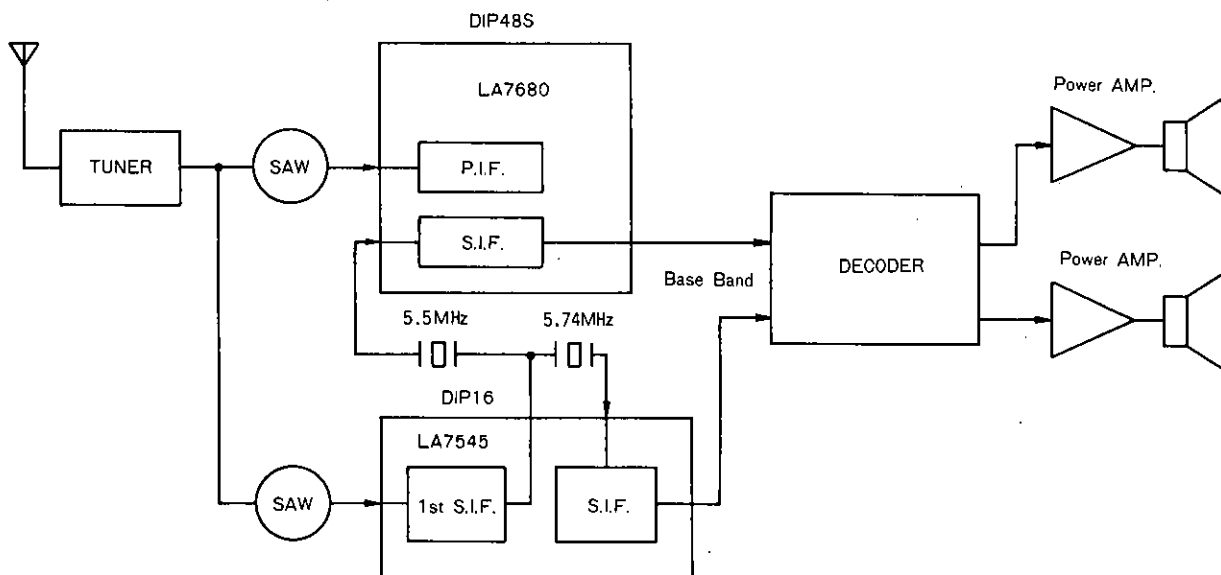 DIP48S
LA7680
Power AMP.
TUNER
SAW
P.I.F.
S.I.F.
Base Band
DECODER
Power AMP.
5.5MHz
5.74MHz
DIP16
LA7545
SAW
1st S.I.F.
S.I.F.